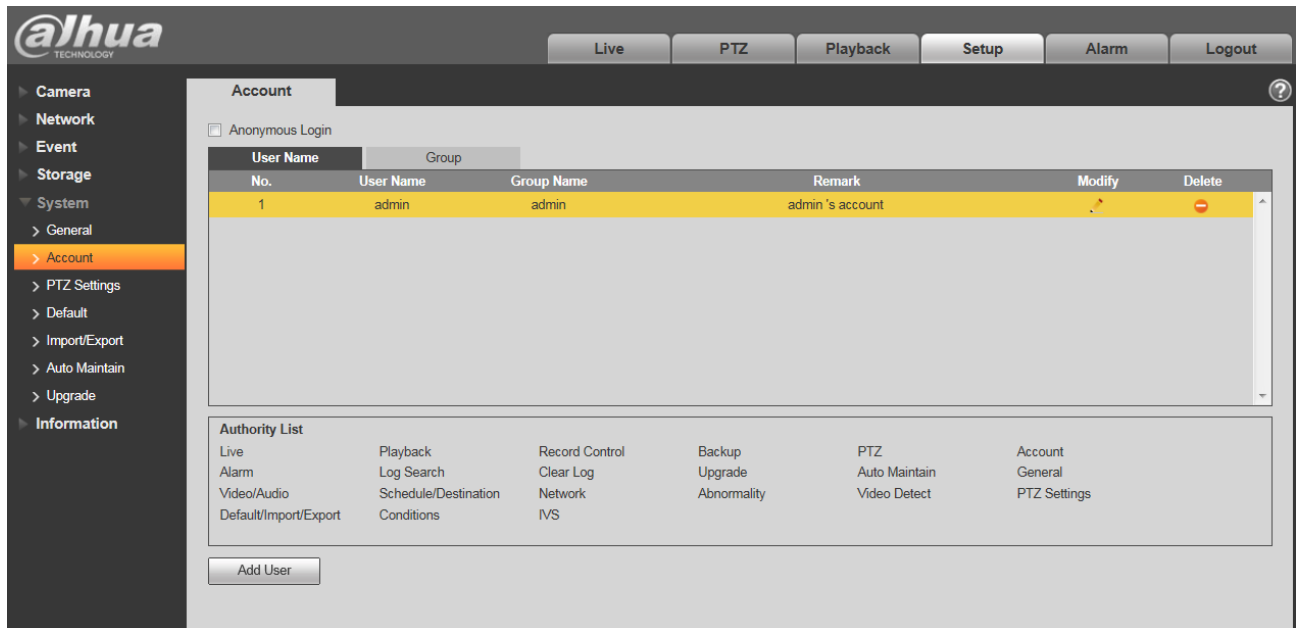 alhua
TECHNOLOGY
Live PTZ Playback Setup Alarm Logout
Camera
Network
Event
Storage
System
General
Account
PTZ Settings
Default
Import/Export
Auto Maintain
Upgrade
Information
Account ?
Anonymous Login
User Name Group
No. User Name Group Name Remark Modify Delete
1 admin admin admin 's account
Authority List
Live Playback Record Control Backup PTZ Account
Alarm Log Search Clear Log Upgrade Auto Maintain General
Video/Audio Schedule/Destination Network Abnormality Video Detect PTZ Settings
Default/Import/Export Conditions IVS
Add User